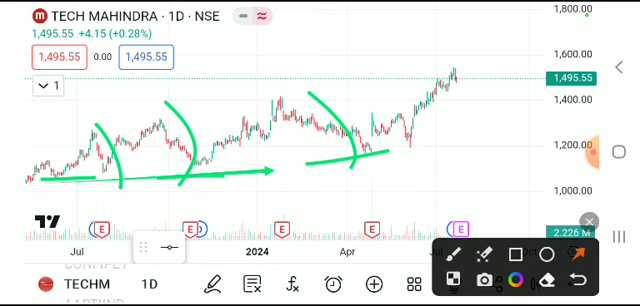 TECH MAHINDRA · 1D · NSE
1,495.55 +4.15 (+0.28%)
1,495.55 0.00 1,495.55
1
1,800.00
1,600.00
1,495.55
1,400.00
1,200.00
1,000.00
2.226 M
E E E E E
Jul 2024 Apr Jul Oct
TECHM 1D